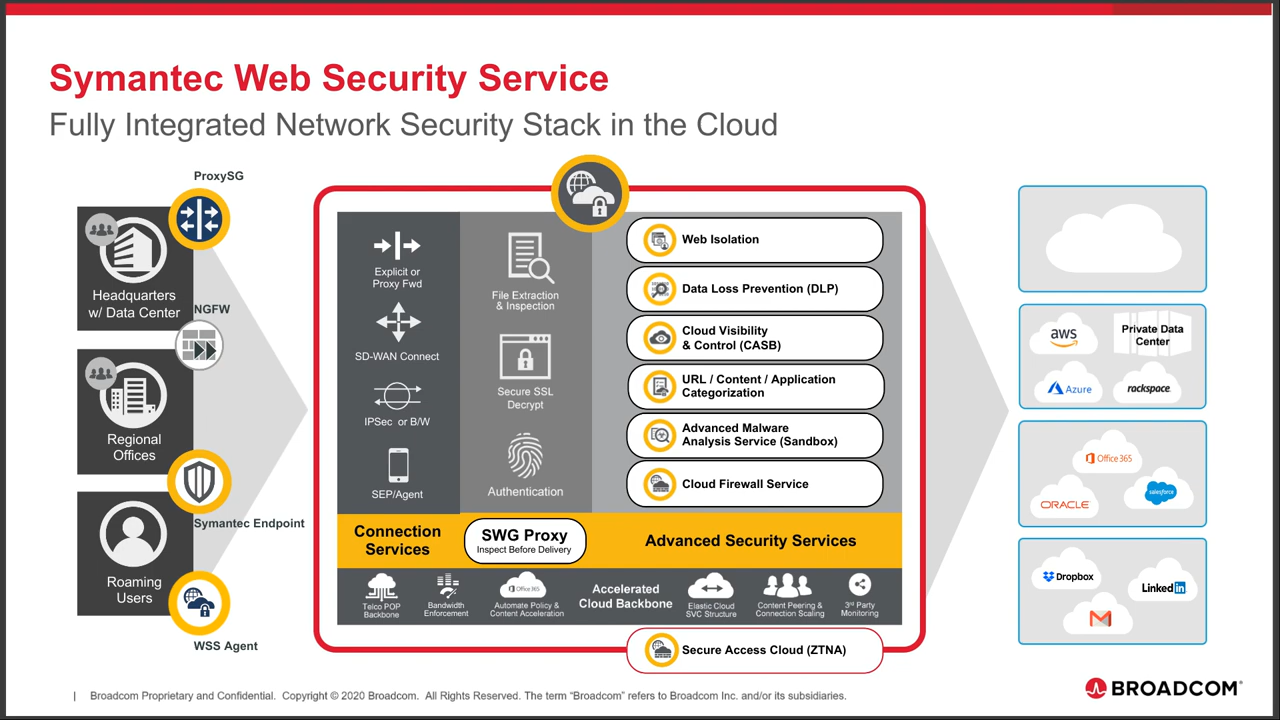 Symantec Web Security Service
Fully Integrated Network Security Stack in the Cloud
ProxySG
Headquarters
w/ Data Center
NGFW
Regional
Offices
Symantec Endpoint
Roaming
Users
WSS Agent
Explicit or
Proxy Fwd
SD-WAN Connect
IPSec or B/W
SEP/Agent
File Extraction
& Inspection
Secure SSL
Decrypt
Authentication
Web Isolation
Data Loss Prevention (DLP)
Cloud Visibility
& Control (CASB)
URL / Content / Application
Categorization
Advanced Malware
Analysis Service (Sandbox)
Cloud Firewall Service
Connection
Services
SWG Proxy
Inspect Before Delivery
Advanced Security Services
Telco POP
Backbone
Bandwidth
Enforcement
Office 365
Automate Policy &
Content Acceleration
Accelerated
Cloud Backbone
Elastic Cloud
SVC Structure
Content Peering &
Connection Scaling
3rd Party
Monitoring
Secure Access Cloud (ZTNA)
aws
Private Data
Center
Azure
rackspace
Office 365
ORACLE
salesforce
Dropbox
LinkedIn
| Broadcom Proprietary and Confidential. Copyright © 2020 Broadcom. All Rights Reserved. The term “Broadcom” refers to Broadcom Inc. and/or its subsidiaries.
BROADCOM®